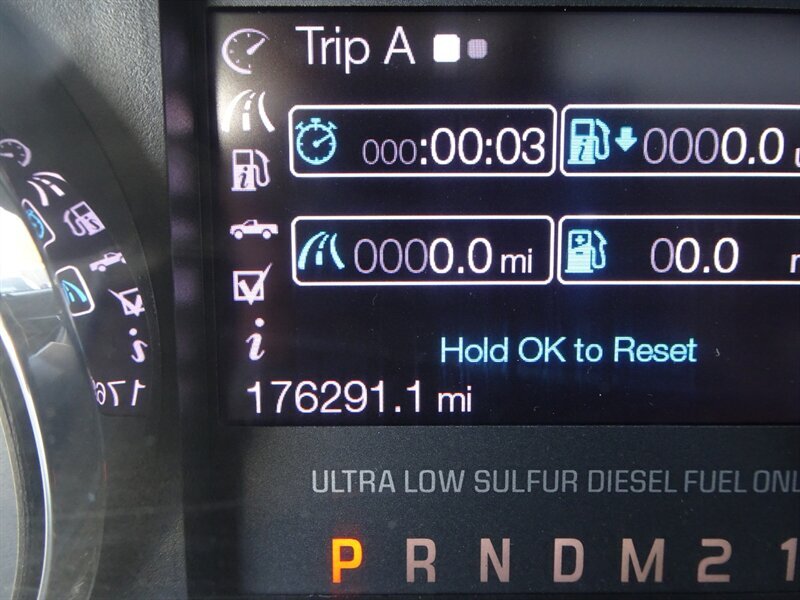 Trip A
000:00:03 0000.0
0000.0 mi 00.0
Hold OK to Reset
176291.1 mi
ULTRA LOW SULFUR DIESEL FUEL ONL
P R N D M 2 1